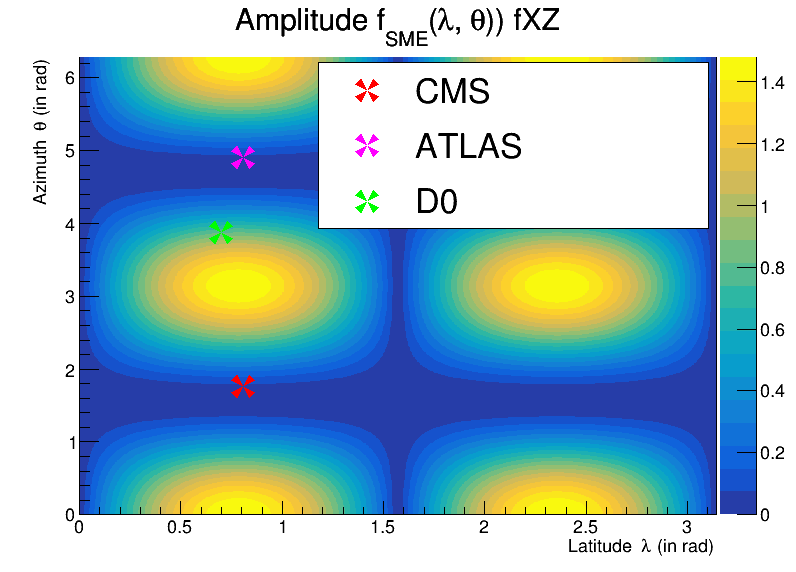 Amplitude f_SME(λ, θ)) fXZ
Azimuth θ (in rad)
6
5
4
3
2
1
0
CMS
ATLAS
D0
1.4
1.2
1
0.8
0.6
0.4
0.2
0
0 0.5 1 1.5 2 2.5 3
Latitude λ (in rad)